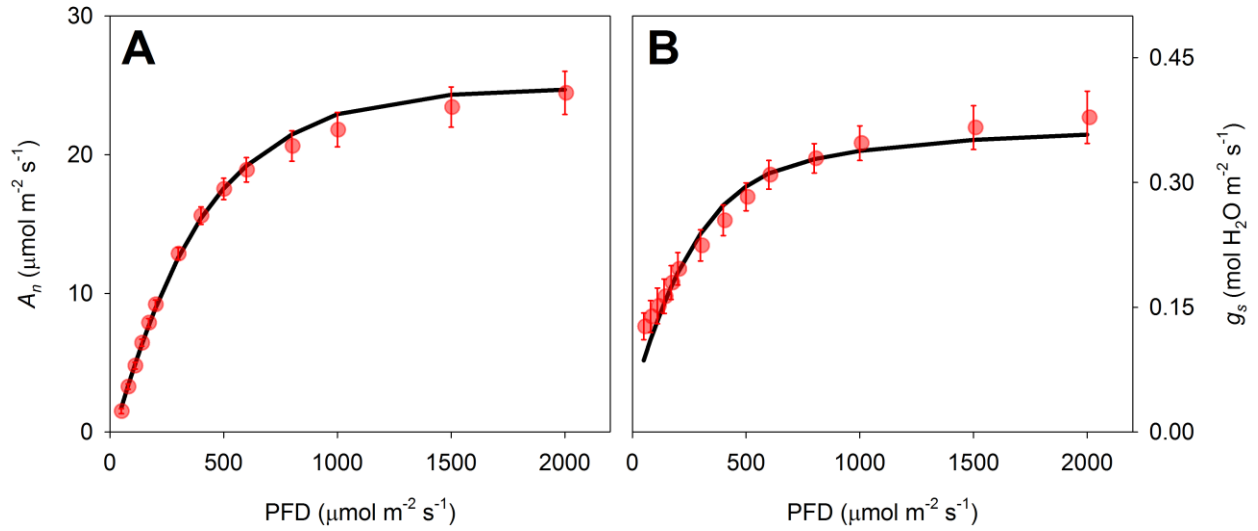 A
B
30
20
10
0
Aₙ (μmol m⁻² s⁻¹)
0.45
0.30
0.15
0.00
gₛ (mol H₂O m⁻² s⁻¹)
0 500 1000 1500 2000
0 500 1000 1500 2000
PFD (μmol m⁻² s⁻¹)
PFD (μmol m⁻² s⁻¹)